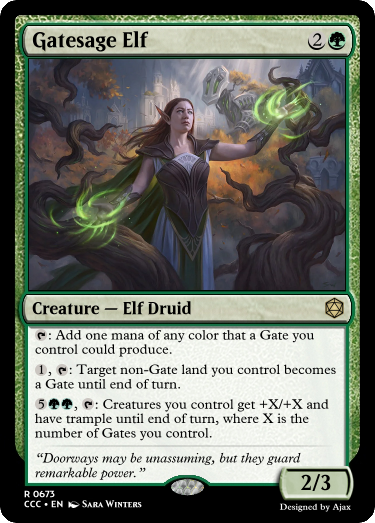 Gatesage Elf 2
Creature — Elf Druid
: Add one mana of any color that a Gate you
control could produce.
1, : Target non-Gate land you control becomes
a Gate until end of turn.
5, : Creatures you control get +X/+X and
have trample until end of turn, where X is the
number of Gates you control.
“Doorways may be unassuming, but they guard
remarkable power.”
2/3
R 0673
CCC • EN Sara Winters
Designed by Ajax